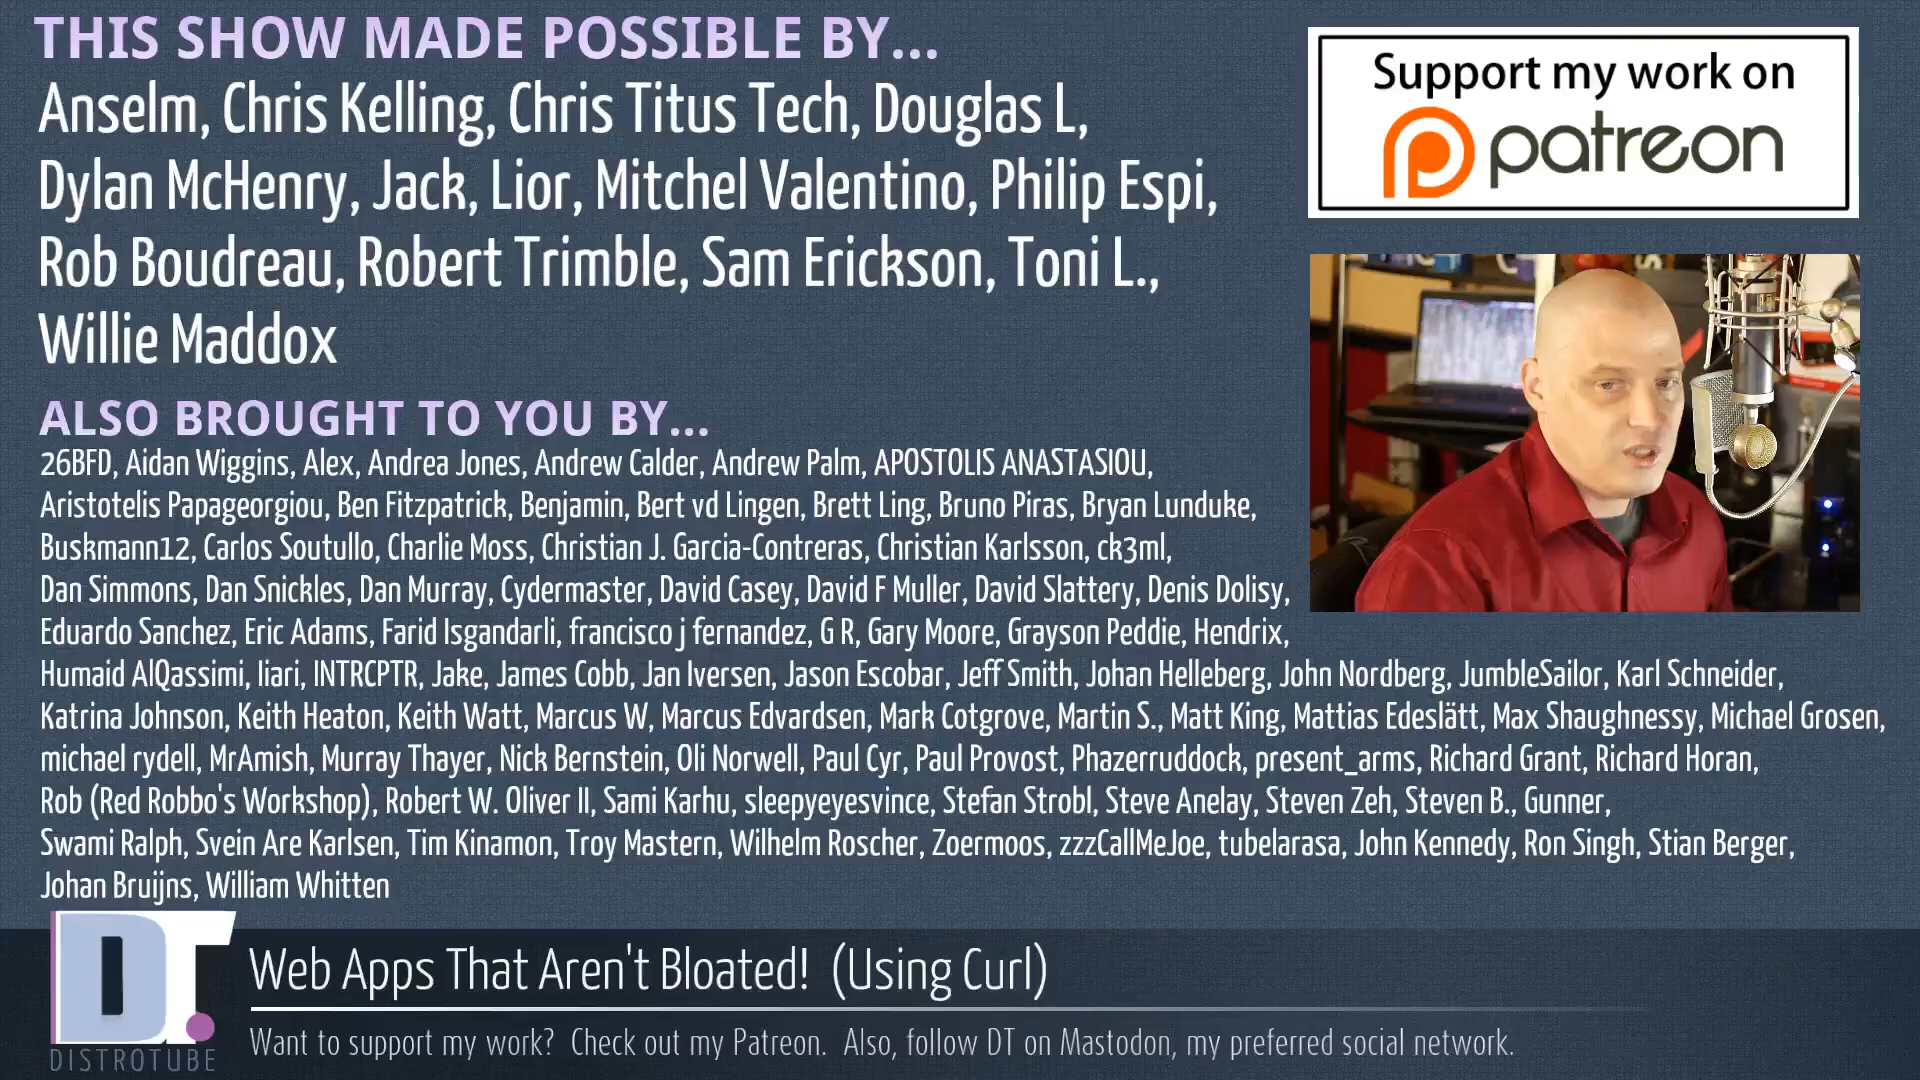 THIS SHOW MADE POSSIBLE BY...
Anselm, Chris Kelling, Chris Titus Tech, Douglas L,
Dylan McHenry, Jack, Lior, Mitchel Valentino, Philip Espi,
Rob Boudreau, Robert Trimble, Sam Erickson, Toni L.,
Willie Maddox
Support my work on
patreon
ALSO BROUGHT TO YOU BY...
26BFD, Aidan Wiggins, Alex, Andrea Jones, Andrew Calder, Andrew Palm, APOSTOLIS ANASTASIOU,
Aristotelis Papageorgiou, Ben Fitzpatrick, Benjamin, Bert vd Lingen, Brett Ling, Bruno Piras, Bryan Lunduke,
Buskmann12, Carlos Soutullo, Charlie Moss, Christian J. Garcia-Contreras, Christian Karlsson, ck3ml,
Dan Simmons, Dan Snickles, Dan Murray, Cydermaster, David Casey, David F Muller, David Slattery, Denis Dolisy,
Eduardo Sanchez, Eric Adams, Farid Isgandarli, francisco j fernandez, G R, Gary Moore, Grayson Peddie, Hendrix,
Humaid AlQassimi, Iiari, INTRCPTR, Jake, James Cobb, Jan Iversen, Jason Escobar, Jeff Smith, Johan Helleberg, John Nordberg, JumbleSailor, Karl Schneider,
Katrina Johnson, Keith Heaton, Keith Watt, Marcus W, Marcus Edvardsen, Mark Cotgrove, Martin S., Matt King, Mattias Edeslätt, Max Shaughnessy, Michael Grosen,
michael rydell, MrAmish, Murray Thayer, Nick Bernstein, Oli Norwell, Paul Cyr, Paul Provost, Phazerruddock, present_arms, Richard Grant, Richard Horan,
Rob (Red Robbo's Workshop), Robert W. Oliver II, Sami Karhu, sleepyeyesvince, Stefan Strobl, Steve Anelay, Steven Zeh, Steven B., Gunner,
Swami Ralph, Svein Are Karlsen, Tim Kinamon, Troy Mastern, Wilhelm Roscher, Zoermoos, zzzCallMeJoe, tubelarasa, John Kennedy, Ron Singh, Stian Berger,
Johan Bruijns, William Whitten
DT.
DISTROTUBE
Web Apps That Aren't Bloated! (Using Curl)
Want to support my work? Check out my Patreon. Also, follow DT on Mastodon, my preferred social network.